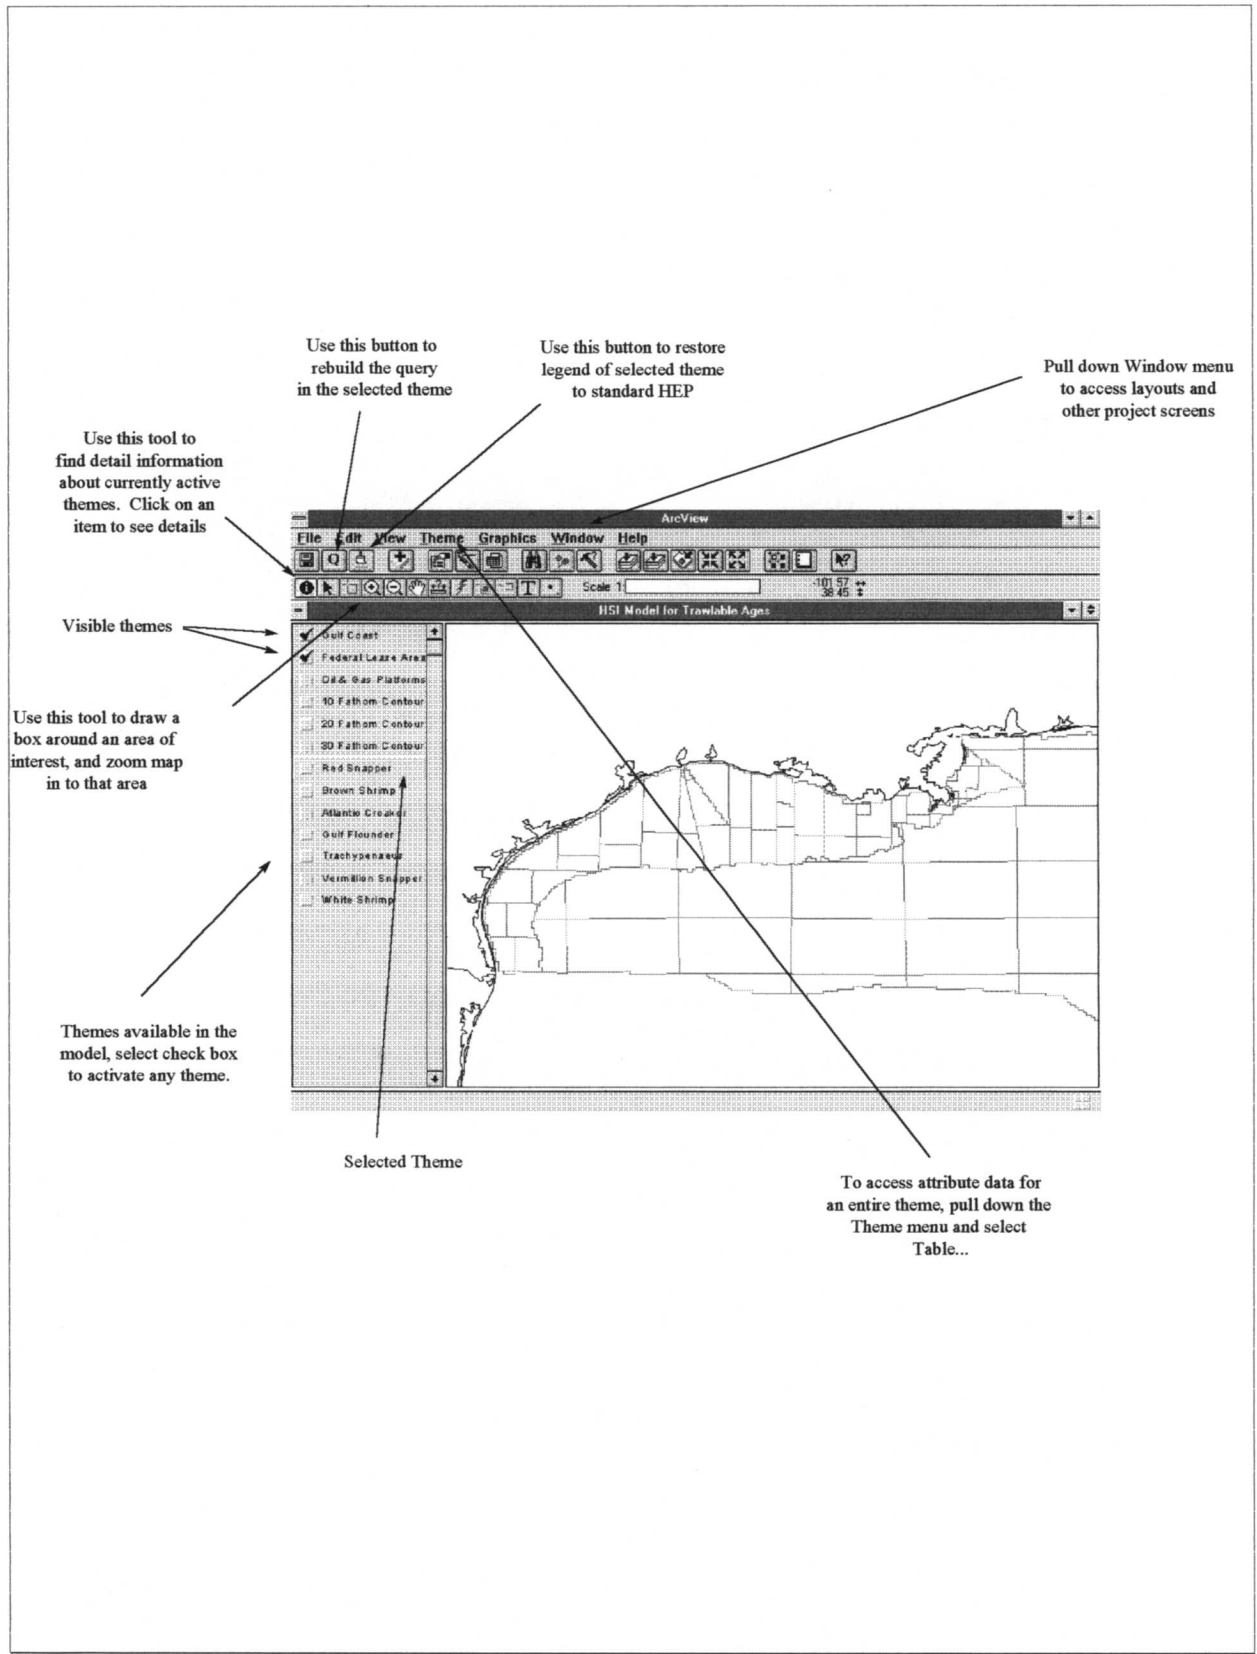 Use this button to
rebuild the query
in the selected theme
Use this button to restore
legend of selected theme
to standard HEP
Pull down Window menu
to access layouts and
other project screens
Use this tool to
find detail information
about currently active
themes. Click on an
item to see details
ArcView
File Edit View Theme Graphics Window Help
Q
T
Scale 1:
-101.57
38.45
HSI Model for Trawlable Ages
Visible themes
Gulf Coast
Federal Lease Area
Oil & Gas Platforms
10 Fathom Contour
20 Fathom Contour
30 Fathom Contour
Red Snapper
Brown Shrimp
Atlantic Croaker
Gulf Flounder
Trachypenaeus
Vermilion Snapper
White Shrimp
Use this tool to draw a
box around an area of
interest, and zoom map
in to that area
Themes available in the
model, select check box
to activate any theme.
Selected Theme
To access attribute data for
an entire theme, pull down the
Theme menu and select
Table...